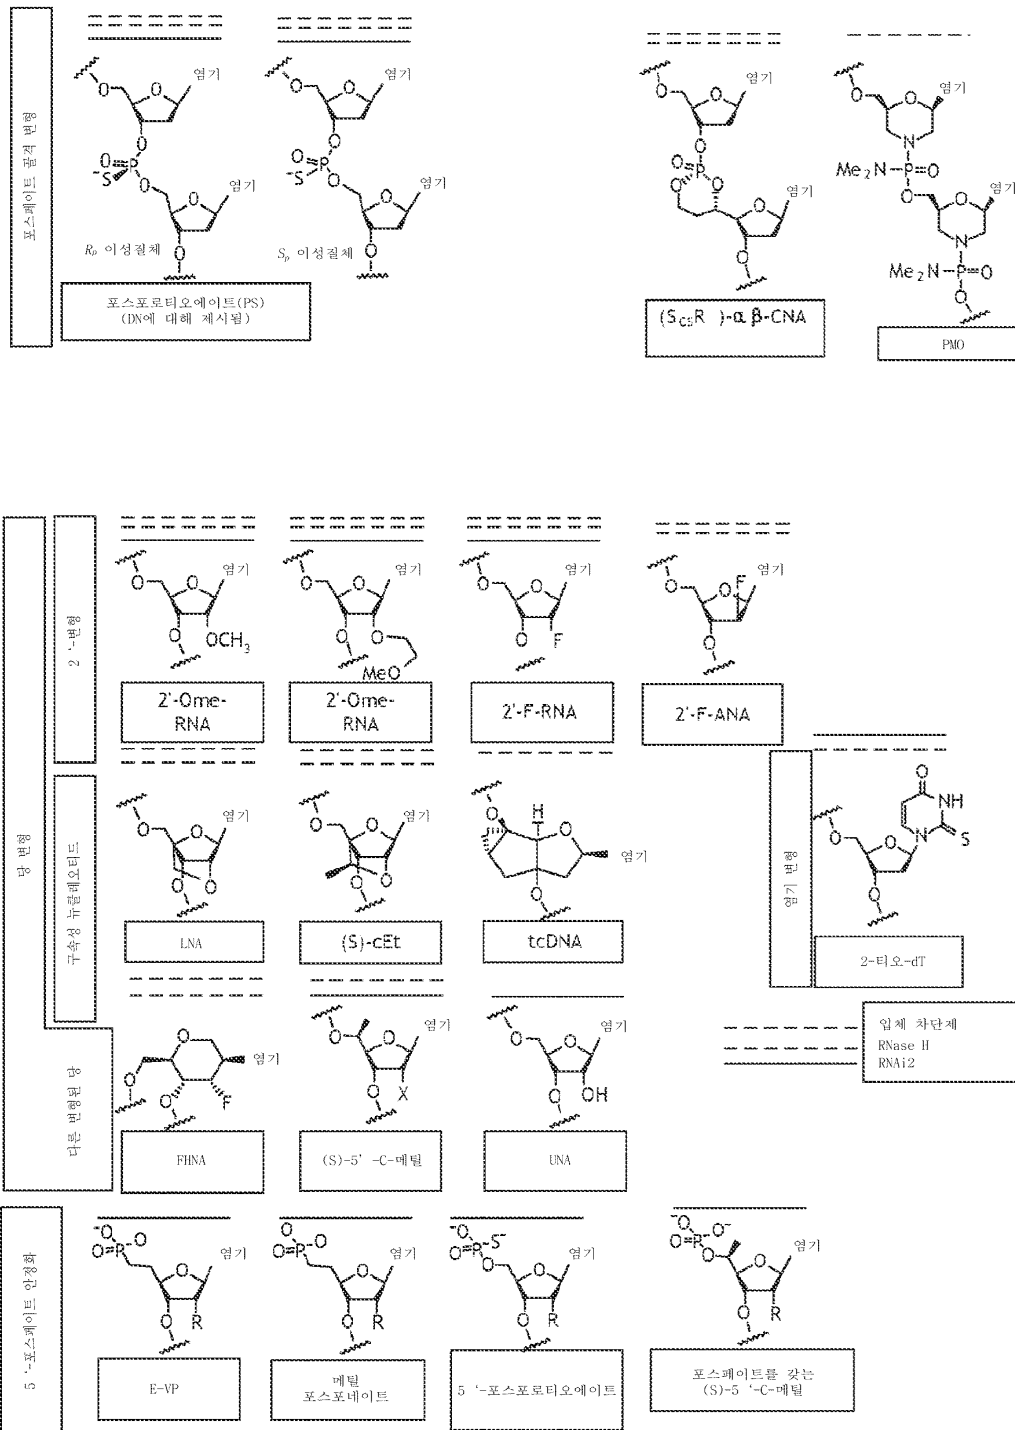 포스페이트 골격 변형
염기
염기
염기
염기
O
O
O
O
O=P
O=P
⁻S
⁻S
O
O
염기
염기
O
O
O
O
Rₚ 이성질체
Sₚ 이성질체
포스포로티오에이트(PS)
(DN에 대해 제시됨)
O
O
O
O=P
O
O
O
O
(S_C5R )-α β-CNA
O
O
N
Me₂N-P=O
O
염기
O
N
Me₂N-P=O
O
PMO
당 변형
2 '-변형
염기
염기
염기
염기
O
O
O
O
O
O
O
O
F
O
OCH₃
O
O
MeO
O
F
O
2'-Ome-
RNA
2'-Ome-
RNA
2'-F-RNA
2'-F-ANA
구속성 뉴클레오티드
염기
염기
O
O
O
O
O
H
O
염기
O
O
O
O
O
LNA
(S)-cEt
tcDNA
염기 변형
O
NH
N
S
O
O
O
2-티오-dT
다른 변형된 당
O
염기
O
O
F
염기
O
O
O
X
염기
O
O
O
OH
FHNA
(S)-5' -C-메틸
UNA
입체 차단제
RNase H
RNAi2
5 '-포스페이트 안정화
⁻O
O
O=P
염기
O
O
R
O
O
O=P
염기
O
O
R
⁻O
S⁻
O=P
O
염기
O
O
R
⁻O
O⁻
O=P
O
염기
O
O
R
E-VP
메틸
포스포네이트
5 '-포스포로티오에이트
포스페이트를 갖는
(S)-5 '-C-메틸